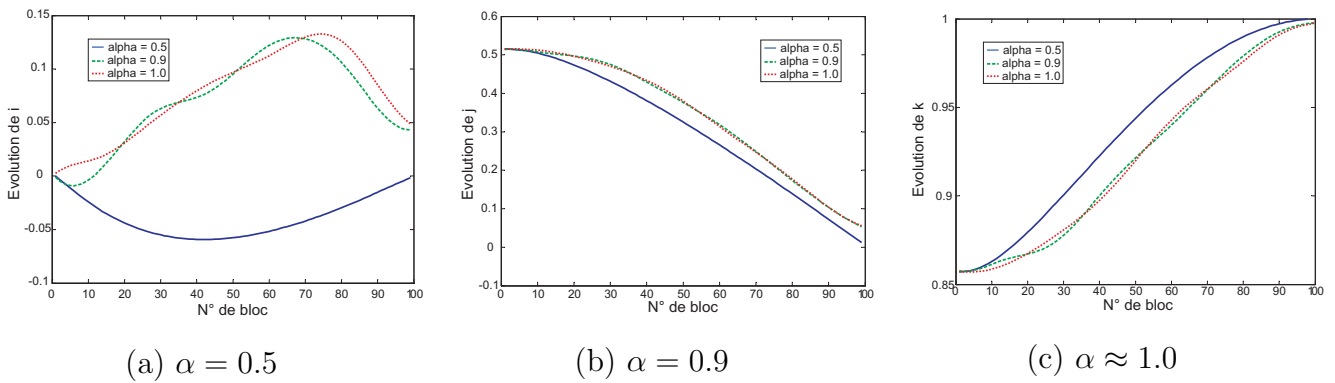 0.15
0.1
0.05
0
-0.05
-0.1
Evolution de i
alpha = 0.5
alpha = 0.9
alpha = 1.0
0 10 20 30 40 50 60 70 80 90 100
N° de bloc
(a) α = 0.5
0.6
0.5
0.4
0.3
0.2
0.1
0
-0.1
Evolution de j
alpha = 0.5
alpha = 0.9
alpha = 1.0
0 10 20 30 40 50 60 70 80 90 100
N° de bloc
(b) α = 0.9
1
0.95
0.9
0.85
Evolution de k
alpha = 0.5
alpha = 0.9
alpha = 1.0
0 10 20 30 40 50 60 70 80 90 100
N° de bloc
(c) α ≈ 1.0